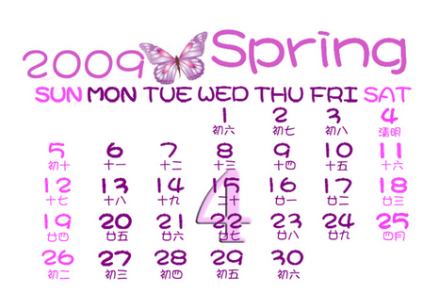 2009 Spring
SUN MON TUE WED THU FRI SAT
1 2 3 4
初六 初七 初八 清明
5 6 7 8 9 10 11
初十 十一 十二 十三 十四 十五 十六
12 13 14 15 16 17 18
十七 十八 十九 二十 廿一 廿二 廿三
19 20 21 22 23 24 25
廿四 廿五 廿六 廿七 廿八 廿九 四月
26 27 28 29 30
初二 初三 初四 初五 初六
4